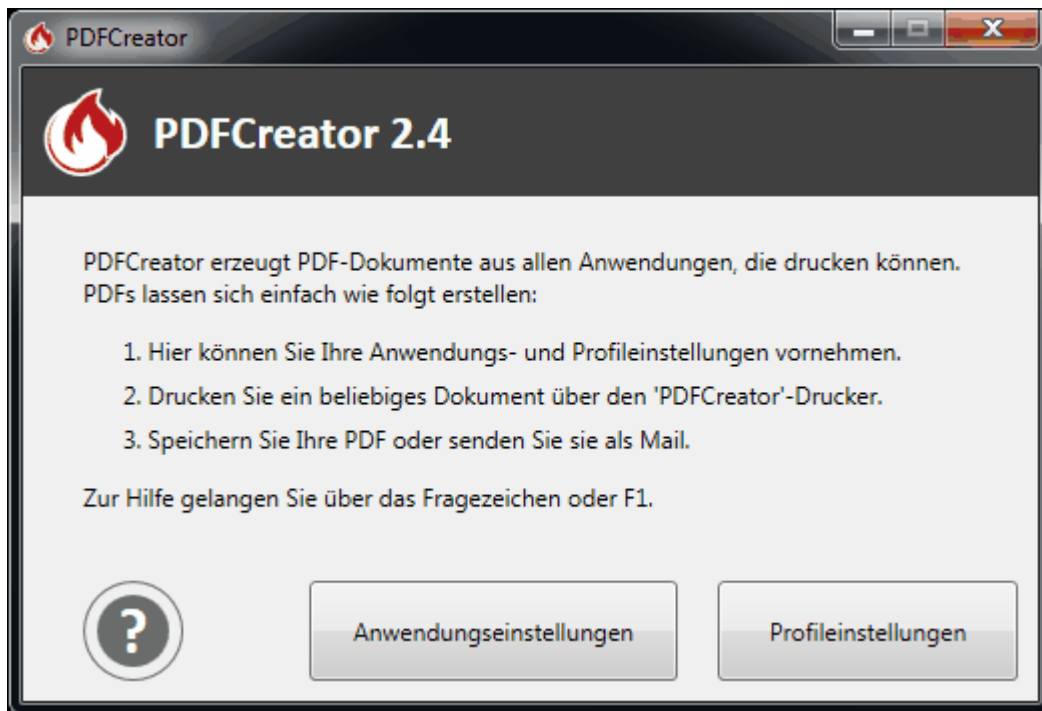 PDFCreator
PDFCreator 2.4
PDFCreator erzeugt PDF-Dokumente aus allen Anwendungen, die drucken können.
PDFs lassen sich einfach wie folgt erstellen:
1. Hier können Sie Ihre Anwendungs- und Profileinstellungen vornehmen.
2. Drucken Sie ein beliebiges Dokument über den 'PDFCreator'-Drucker.
3. Speichern Sie Ihre PDF oder senden Sie sie als Mail.
Zur Hilfe gelangen Sie über das Fragezeichen oder F1.
?
Anwendungseinstellungen
Profileinstellungen